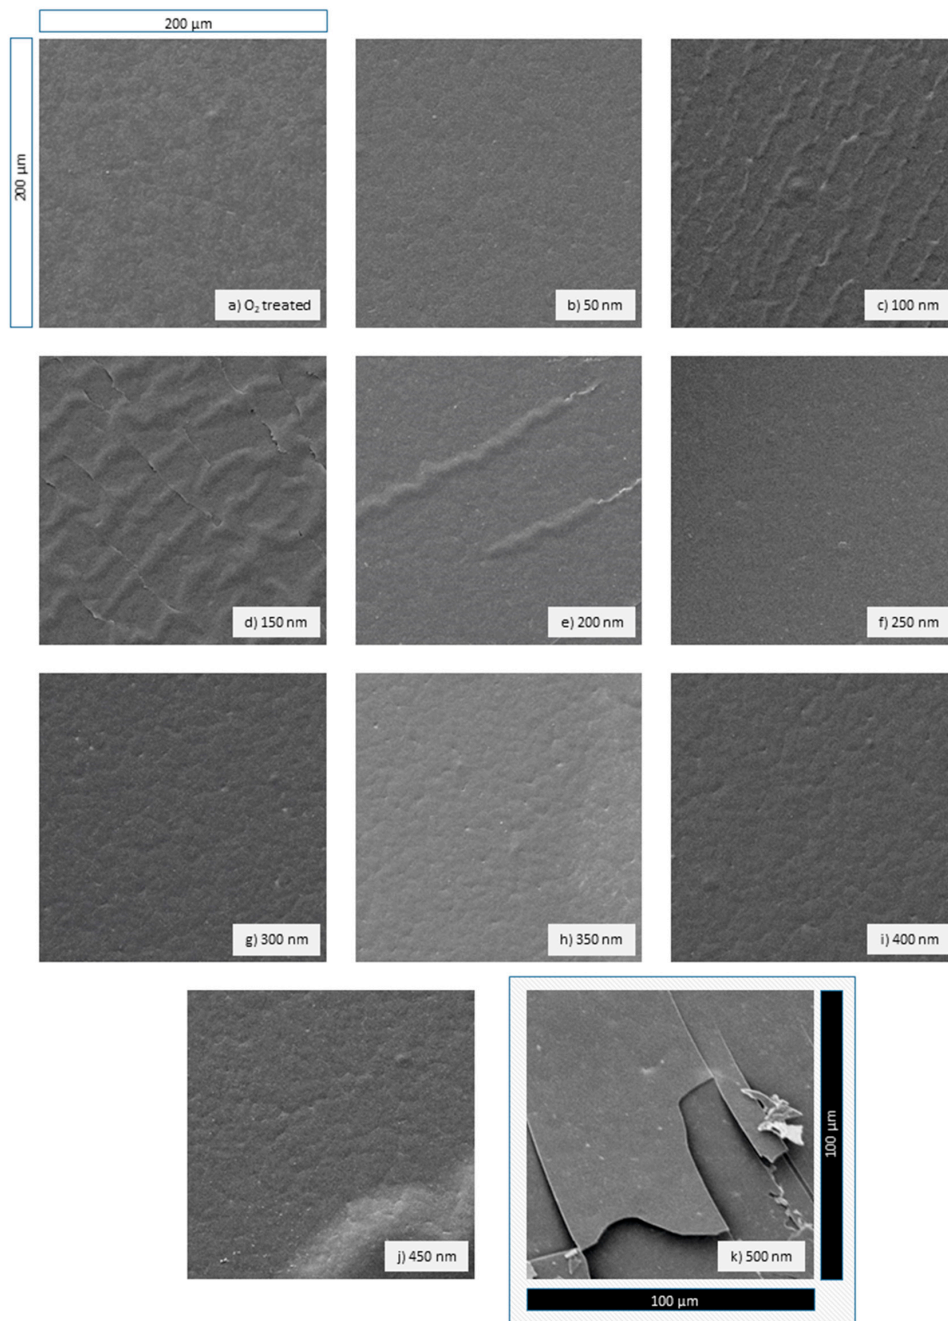 200 µm
200 µm
a) O₂ treated
b) 50 nm
c) 100 nm
d) 150 nm
e) 200 nm
f) 250 nm
g) 300 nm
h) 350 nm
i) 400 nm
j) 450 nm
k) 500 nm
100 µm
100 µm